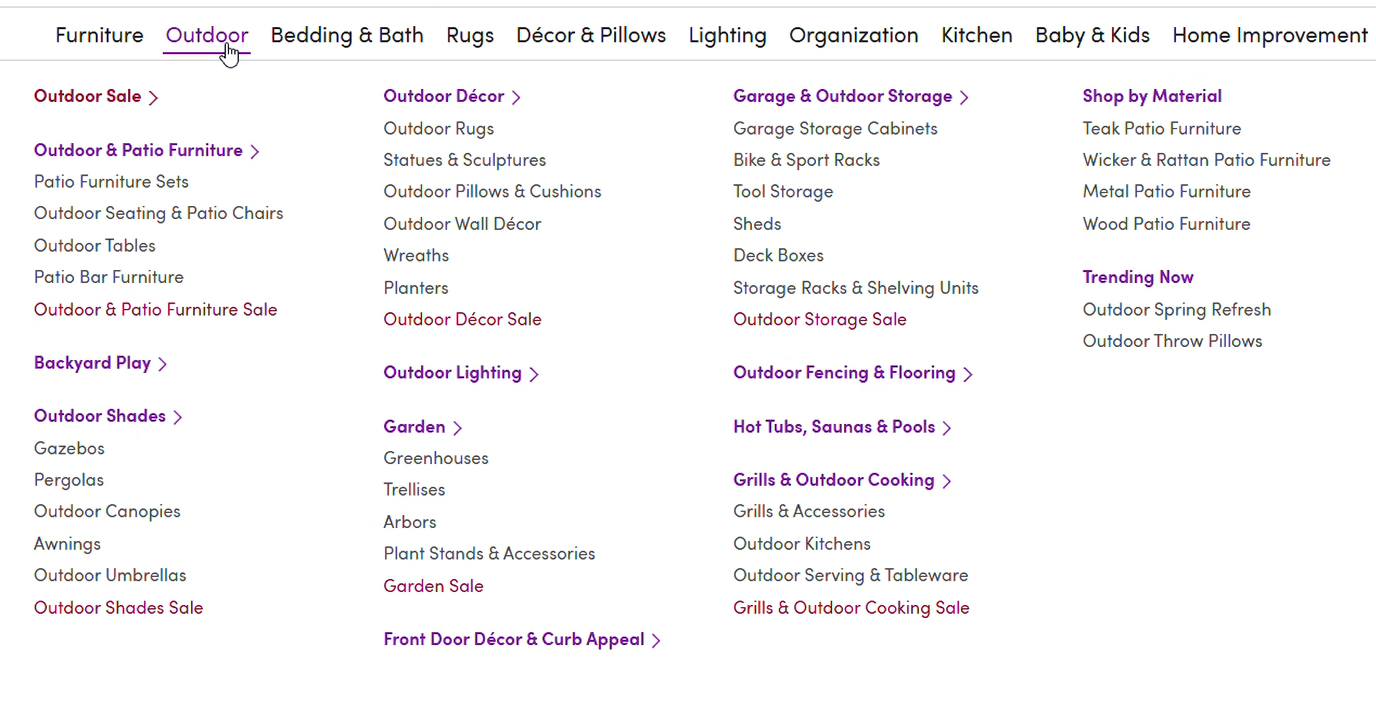 Furniture Outdoor Bedding & Bath Rugs Décor & Pillows Lighting Organization Kitchen Baby & Kids Home Improvement
Outdoor Sale
Outdoor & Patio Furniture
Patio Furniture Sets
Outdoor Seating & Patio Chairs
Outdoor Tables
Patio Bar Furniture
Outdoor & Patio Furniture Sale
Backyard Play
Outdoor Shades
Gazebos
Pergolas
Outdoor Canopies
Awnings
Outdoor Umbrellas
Outdoor Shades Sale
Outdoor Décor
Outdoor Rugs
Statues & Sculptures
Outdoor Pillows & Cushions
Outdoor Wall Décor
Wreaths
Planters
Outdoor Décor Sale
Outdoor Lighting
Garden
Greenhouses
Trellises
Arbors
Plant Stands & Accessories
Garden Sale
Front Door Décor & Curb Appeal
Garage & Outdoor Storage
Garage Storage Cabinets
Bike & Sport Racks
Tool Storage
Sheds
Deck Boxes
Storage Racks & Shelving Units
Outdoor Storage Sale
Outdoor Fencing & Flooring
Hot Tubs, Saunas & Pools
Grills & Outdoor Cooking
Grills & Accessories
Outdoor Kitchens
Outdoor Serving & Tableware
Grills & Outdoor Cooking Sale
Shop by Material
Teak Patio Furniture
Wicker & Rattan Patio Furniture
Metal Patio Furniture
Wood Patio Furniture
Trending Now
Outdoor Spring Refresh
Outdoor Throw Pillows